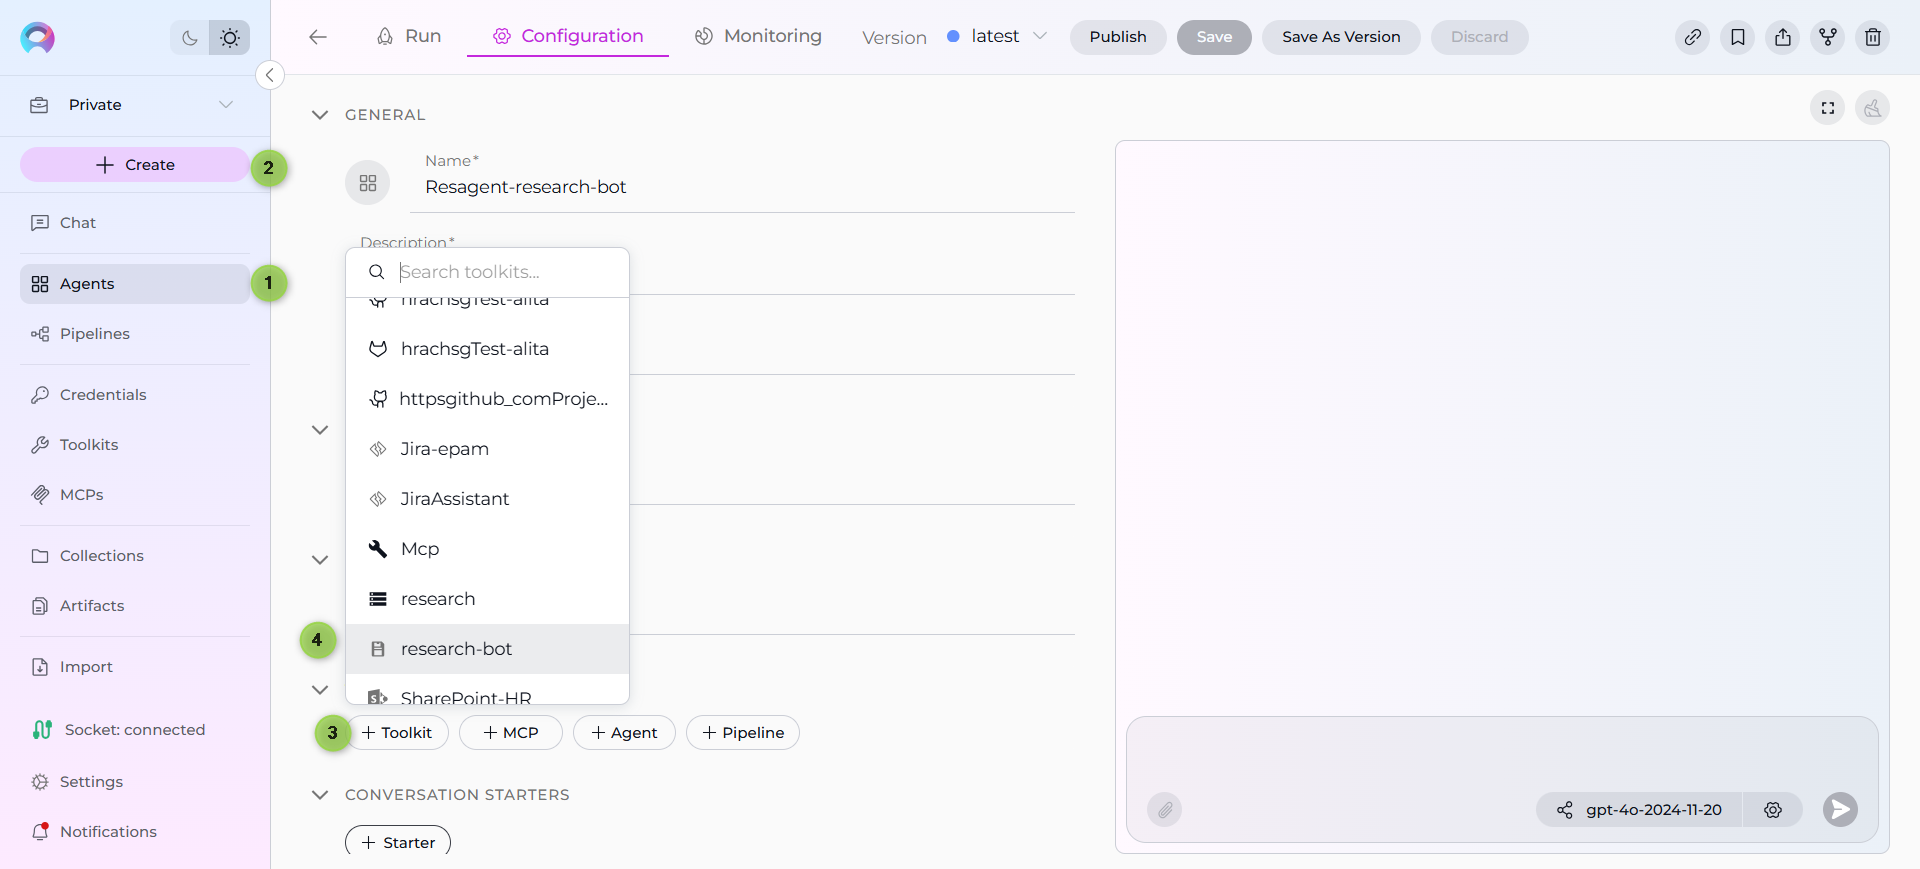 Run
Configuration
Monitoring
Version
latest
Publish
Save
Save As Version
Discard
Private
Create
2
Chat
Agents
1
Pipelines
Credentials
Toolkits
MCPs
Collections
Artifacts
Import
Socket: connected
Settings
Notifications
GENERAL
Name*
Resagent-research-bot
Description*
Search toolkits...
hrachsgTest-alita
hrachsgTest-alita
httpsgithub_comProje...
Jira-epam
JiraAssistant
Mcp
research
4
research-bot
SharePoint-HR
3
Toolkit
MCP
Agent
Pipeline
CONVERSATION STARTERS
Starter
gpt-4o-2024-11-20